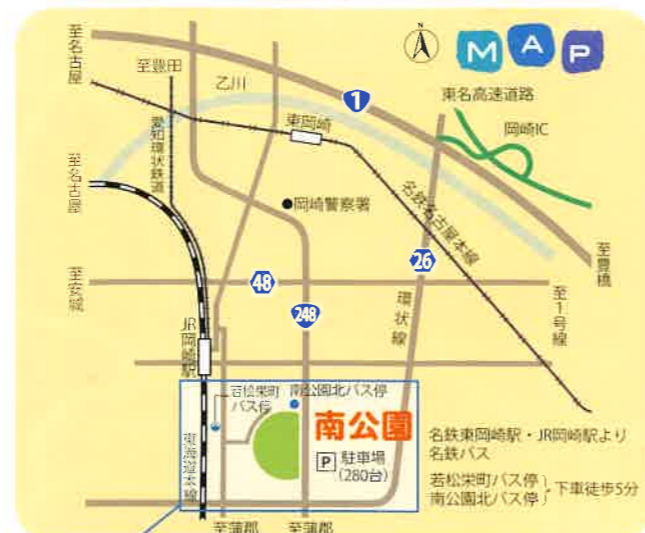 N
MAP
至名古屋
至豊田
乙川
1
東名高速道路
岡崎IC
東岡崎
愛知環状鉄道
至名古屋
岡崎警察署
名鉄名古屋本線
至豊橋
26
48
至安城
248
環状線
至1号線
JR岡崎駅
若松栄町
バス停
南公園北バス停
南公園
P 駐車場
(280台)
東海道本線
名鉄東岡崎駅・JR岡崎駅より
名鉄バス
若松栄町バス停
南公園北バス停
下車徒歩5分
至蒲郡
至蒲郡